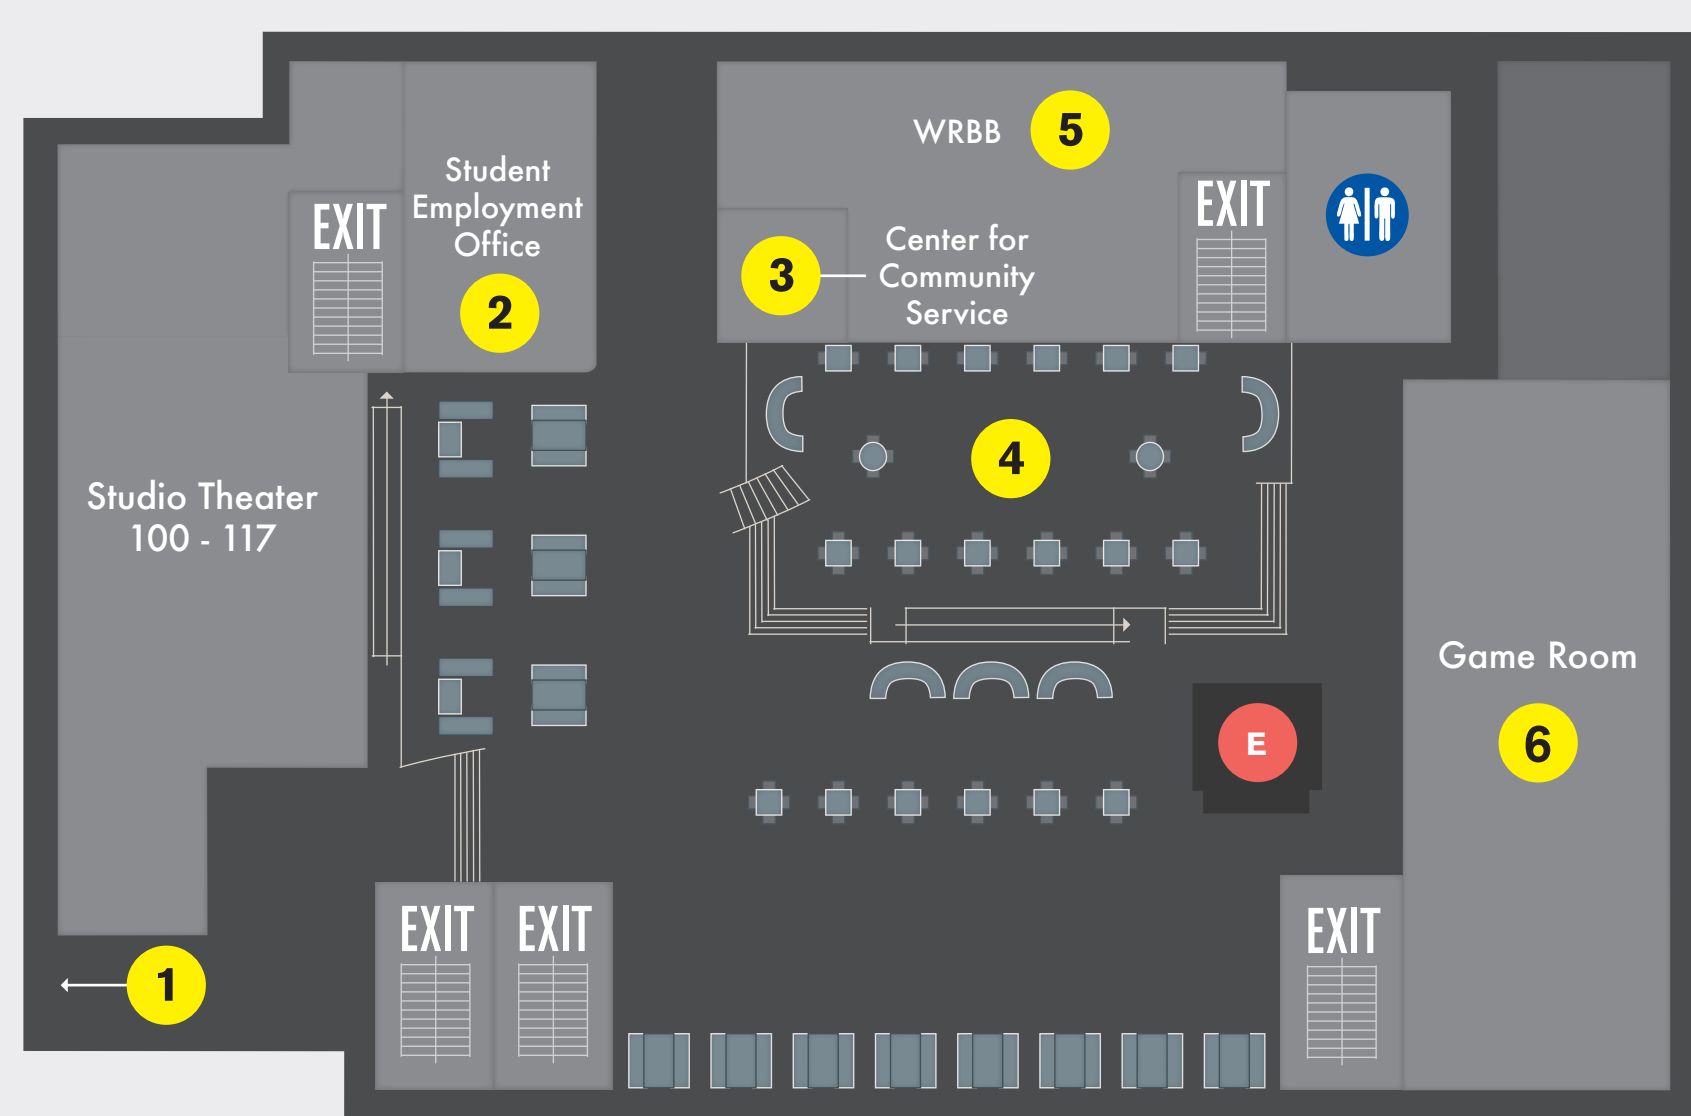 WRBB
5
Student
Employment
Office
2
EXIT
EXIT
3
Center for
Community
Service
4
Studio Theater
100 - 117
Game Room
6
E
EXIT
EXIT
EXIT
1